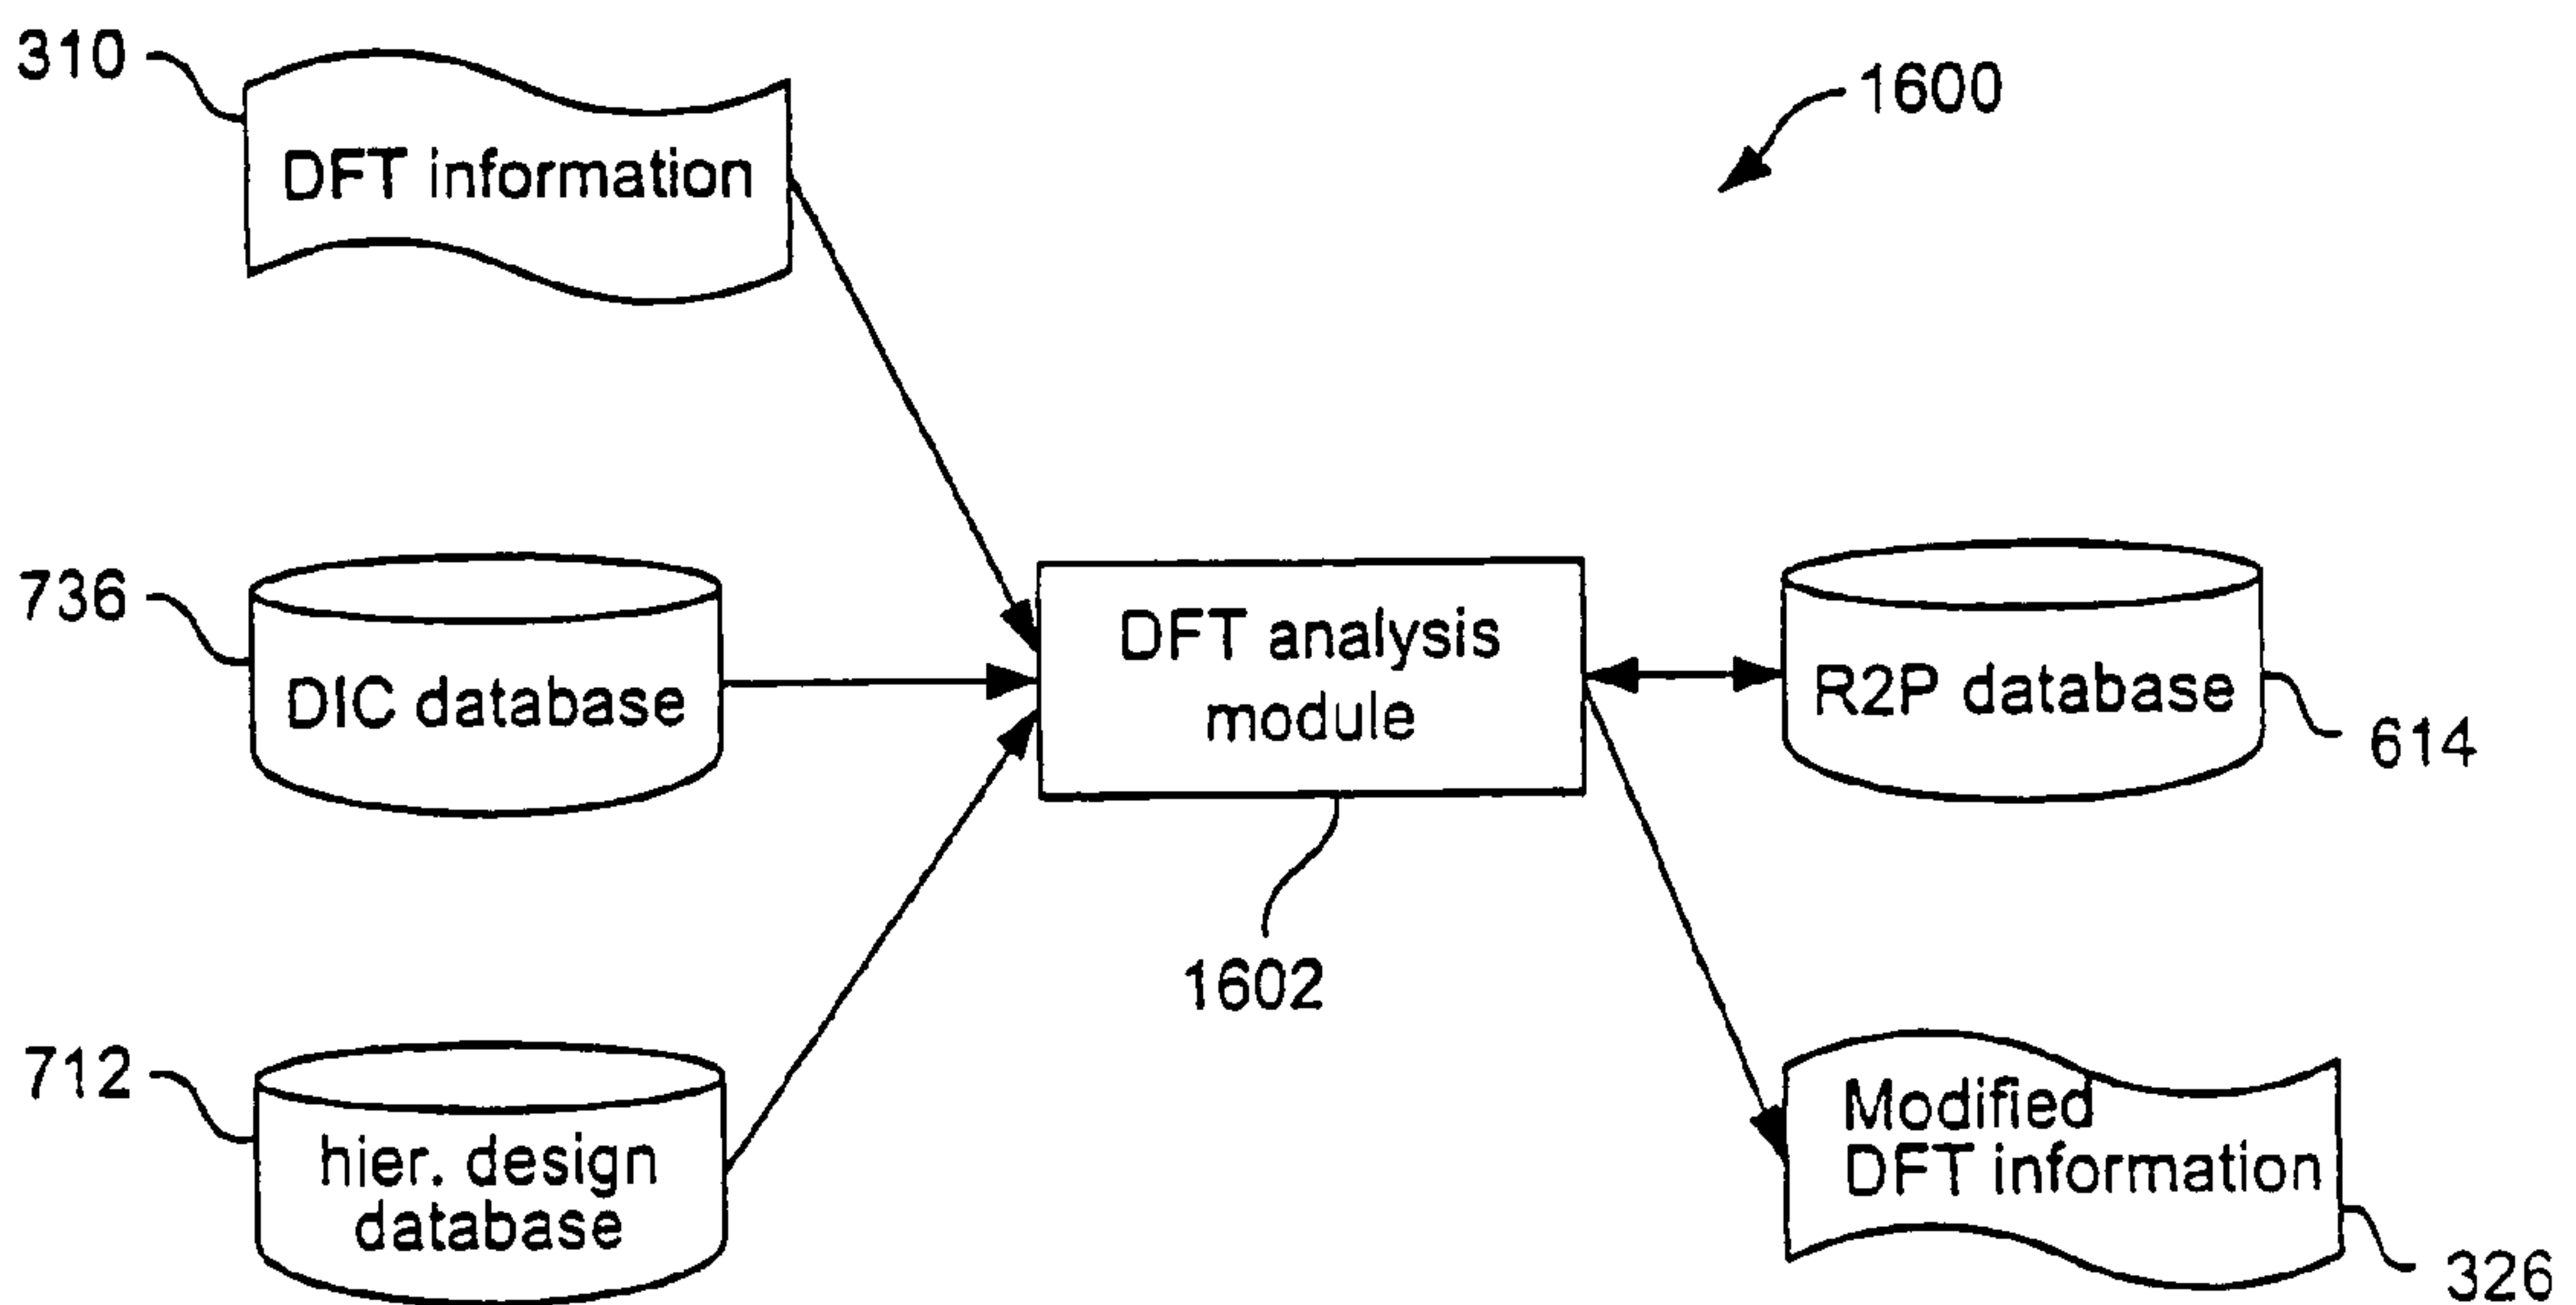 310
DFT information
1600
736
DIC database
DFT analysis
module
R2P database
614
1602
712
hier. design
database
Modified
DFT information
326